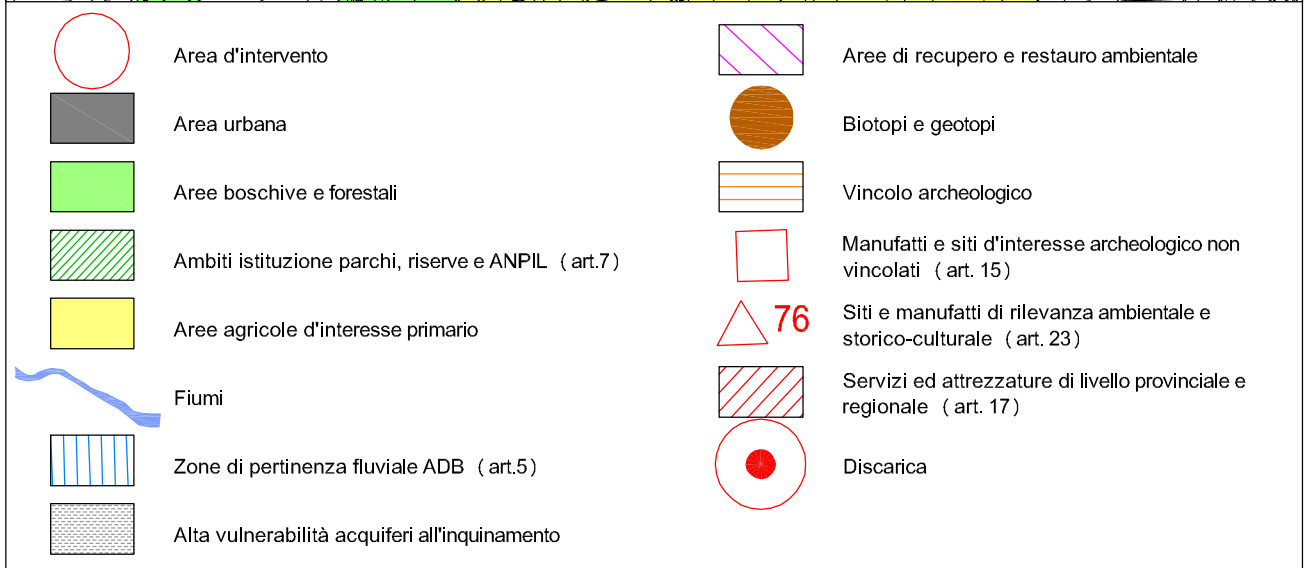 Area d'intervento
Area urbana
Aree boschive e forestali
Ambiti istituzione parchi, riserve e ANPIL (art.7)
Aree agricole d'interesse primario
Fiumi
Zone di pertinenza fluviale ADB (art.5)
Alta vulnerabilità acquiferi all'inquinamento
Aree di recupero e restauro ambientale
Biotopi e geotopi
Vincolo archeologico
Manufatti e siti d'interesse archeologico non
vincolati (art. 15)
76
Siti e manufatti di rilevanza ambientale e
storico-culturale (art. 23)
Servizi ed attrezzature di livello provinciale e
regionale (art. 17)
Discarica